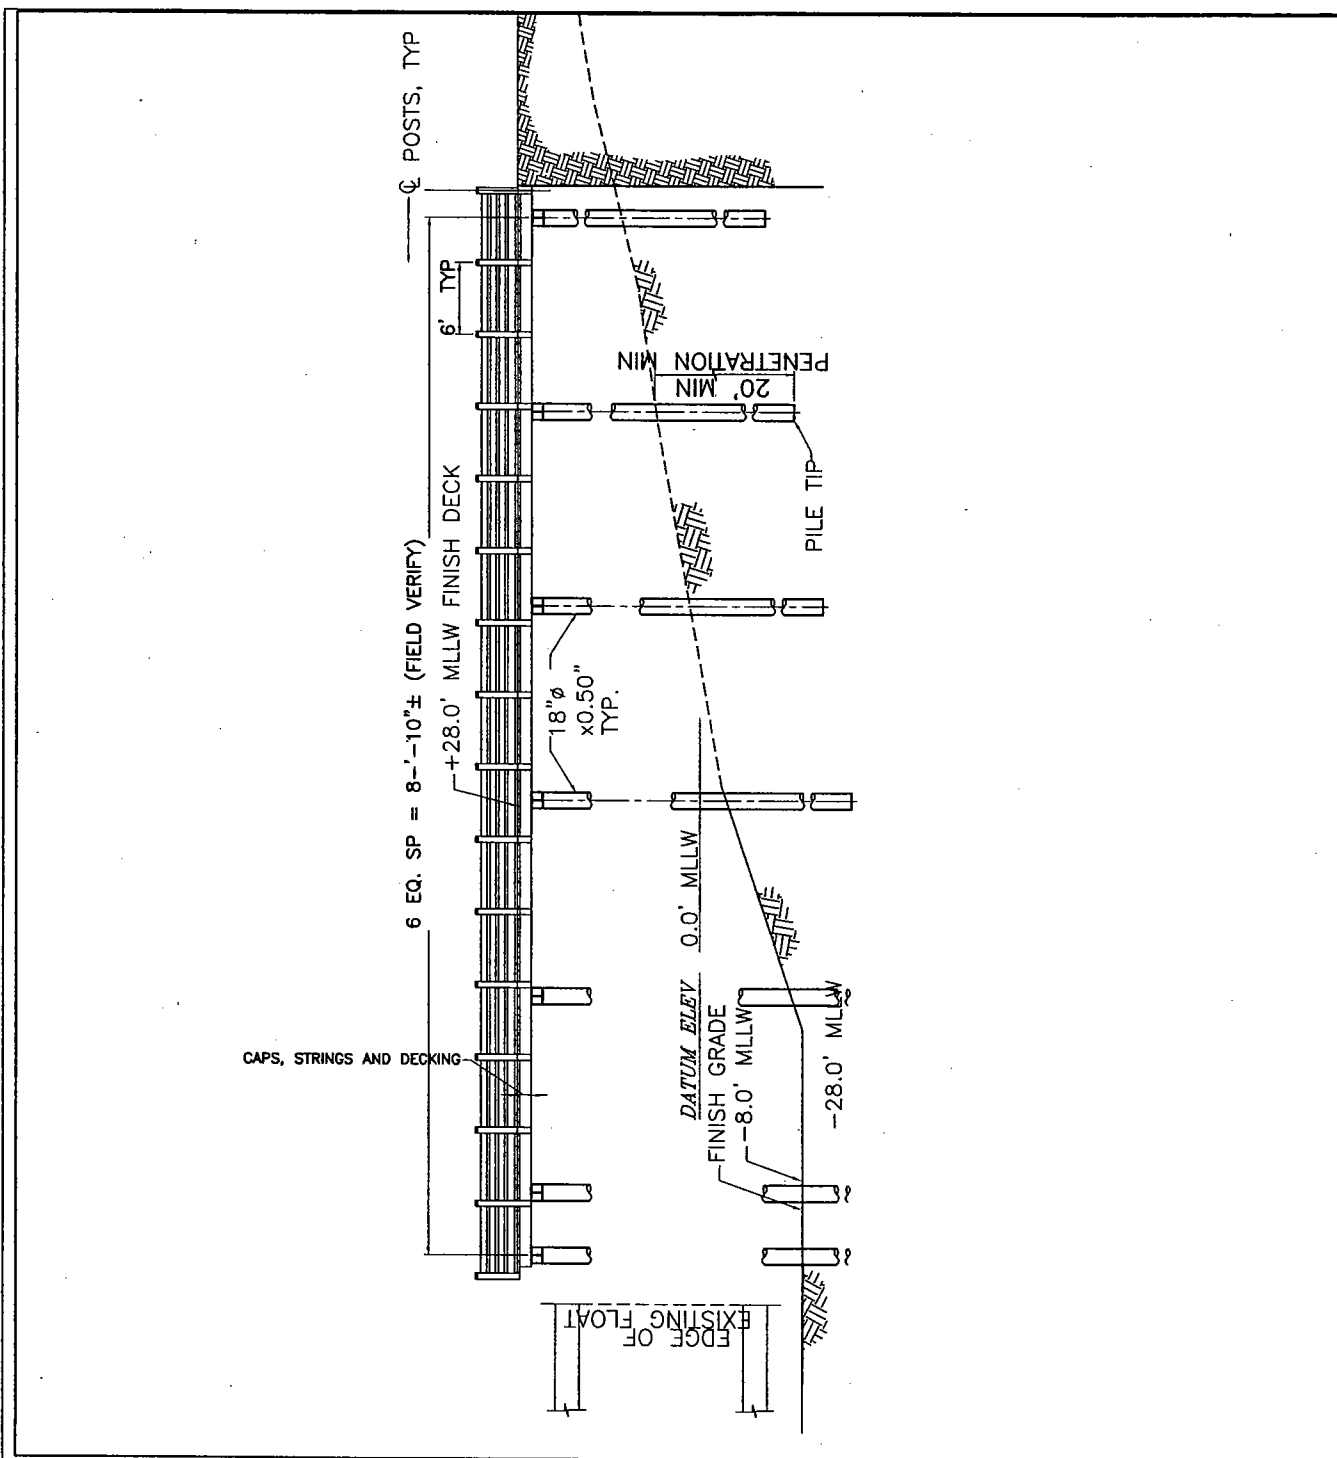 ℄ POSTS, TYP
6' TYP
6 EQ. SP = 8-'-10"± (FIELD VERIFY)
+28.0' MLLW FINISH DECK
20' MIN
PENETRATION MIN
PILE TIP
18"ø
x0.50"
TYP.
DATUM ELEV 0.0' MLLW
FINISH GRADE
-8.0' MLLW
-28.0' MLLW
CAPS, STRINGS AND DECKING
EDGE OF
EXISTING FLOAT